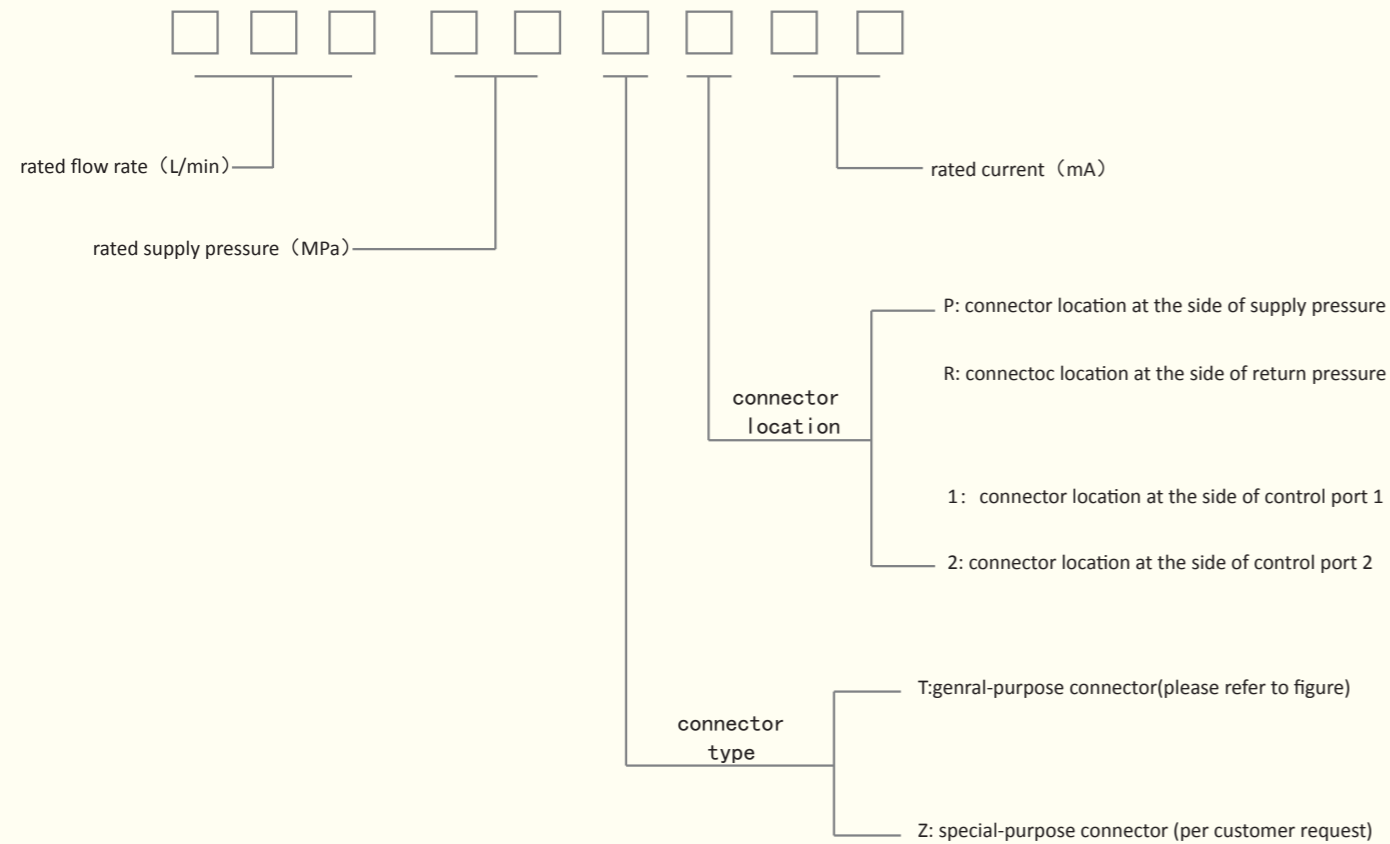 rated flow rate（L/min）
rated current（mA）
rated supply pressure（MPa）
P: connector location at the side of supply pressure
R: connectoc location at the side of return pressure
connector
location
1： connector location at the side of control port 1
2: connector location at the side of control port 2
T:genral-purpose connector(please refer to figure)
connector
type
Z: special-purpose connector (per customer request)